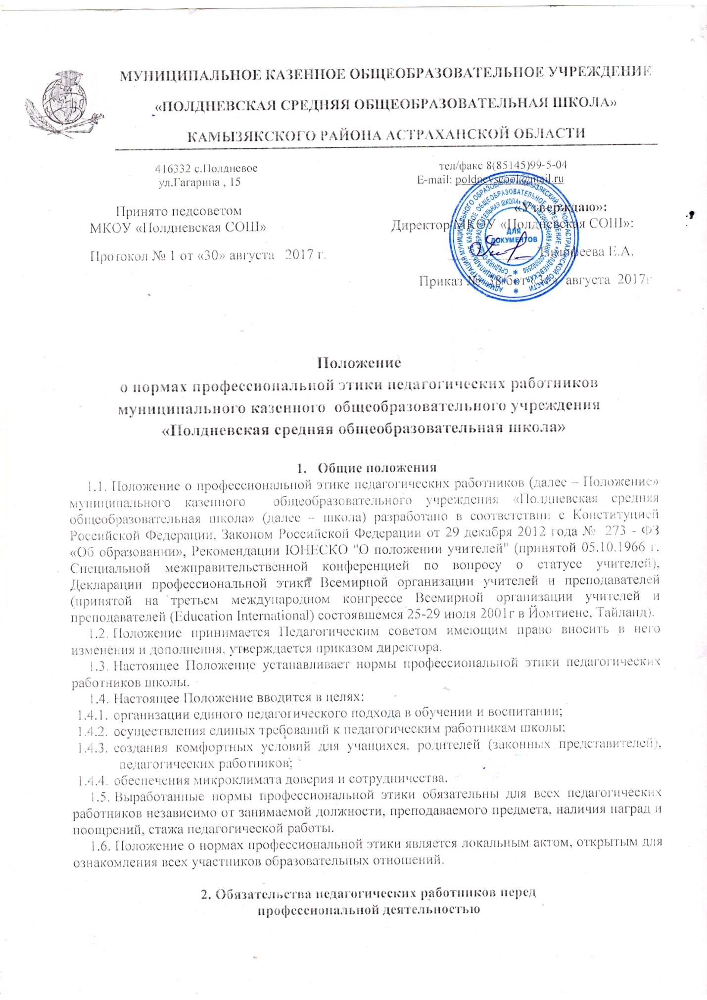 МУНИЦИПАЛЬНОЕ КАЗЕННОЕ ОБЩЕОБРАЗОВАТЕЛЬНОЕ УЧРЕЖДЕНИЕ
«ПОЛДНЕВСКАЯ СРЕДНЯЯ ОБЩЕОБРАЗОВАТЕЛЬНАЯ ШКОЛА»
КАМЫЗЯКСКОГО РАЙОНА АСТРАХАНСКОЙ ОБЛАСТИ
416332 с.Полдневое
ул.Гагарина , 15
тел/факс 8(85145)99-5-04
E-mail: poldnevscool@mail.ru
Принято педсоветом
МКОУ «Полдневская СОШ»
Протокол № 1 от «30» августа 2017 г.
«Утверждаю»:
Директор МКОУ «Полдневская СОШ»:
Тимофеева Е.А.
Приказ № августа 2017г
ДЛЯ
ДОКУМЕНТОВ
Положение
о нормах профессиональной этики педагогических работников
муниципального казенного общеобразовательного учреждения
«Полдневская средняя общеобразовательная школа»
1. Общие положения
1.1. Положение о профессиональной этике педагогических работников (далее – Положение»
муниципального казенного общеобразовательного учреждения «Полдневская средняя
общеобразовательная школа» (далее – школа) разработано в соответствии с Конституцией
Российской Федерации, Законом Российской Федерации от 29 декабря 2012 года № 273 - ФЗ
«Об образовании», Рекомендации ЮНЕСКО "О положении учителей" (принятой 05.10.1966 г.
Специальной межправительственной конференцией по вопросу о статусе учителей),
Декларации профессиональной этики Всемирной организации учителей и преподавателей
(принятой на третьем международном конгрессе Всемирной организации учителей и
преподавателей (Education International) состоявшемся 25-29 июля 2001г в Йомтиене, Тайланд).
1.2. Положение принимается Педагогическим советом имеющим право вносить в него
изменения и дополнения, утверждается приказом директора.
1.3. Настоящее Положение устанавливает нормы профессиональной этики педагогических
работников школы.
1.4. Настоящее Положение вводится в целях:
1.4.1. организации единого педагогического подхода в обучении и воспитании;
1.4.2. осуществления единых требований к педагогическим работникам школы;
1.4.3. создания комфортных условий для учащихся, родителей (законных представителей),
педагогических работников;
1.4.4. обеспечения микроклимата доверия и сотрудничества.
1.5. Выработанные нормы профессиональной этики обязательны для всех педагогических
работников независимо от занимаемой должности, преподаваемого предмета, наличия наград и
поощрений, стажа педагогической работы.
1.6. Положение о нормах профессиональной этики является локальным актом, открытым для
ознакомления всех участников образовательных отношений.
2. Обязательства педагогических работников перед
профессиональной деятельностью